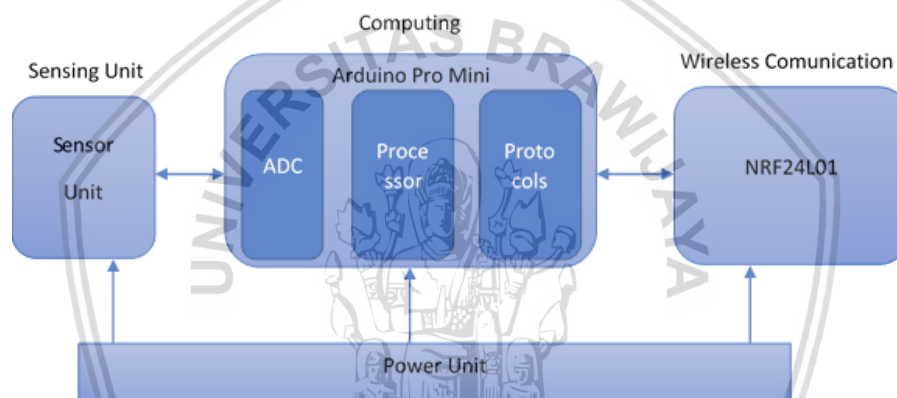 Computing
Sensing Unit
Wireless Comunication
Arduino Pro Mini
Sensor
Unit
ADC
Proce
ssor
Proto
cols
NRF24L01
Power Unit
UNIVERSITAS BRAWIJAYA